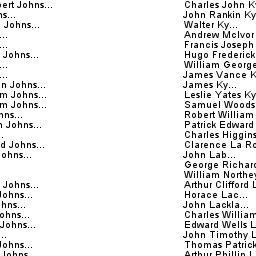 ert Johns... Charles John K
ns... John Rankin Ky
Johns... Walter Ky...
... Andrew McIvor
... Francis Joseph
Johns... Hugo Frederick
... William George
... James Vance K
n Johns... James Ky...
m Johns... Leslie Yates Ky
m Johns... Samuel Woods
hns... Robert William
n Johns... Patrick Edward
... Charles Higgins
d Johns... Clarence La Ro
Johns... John Lab...
George Richard
William Northey
Johns... Arthur Clifford L
Johns... Horace Lac...
ohns... John Lackla...
ohns... Charles William
Johns... Edward Wells L
... John Timothy L
Johns... Thomas Patrick
Johns... Arthur Phillip L